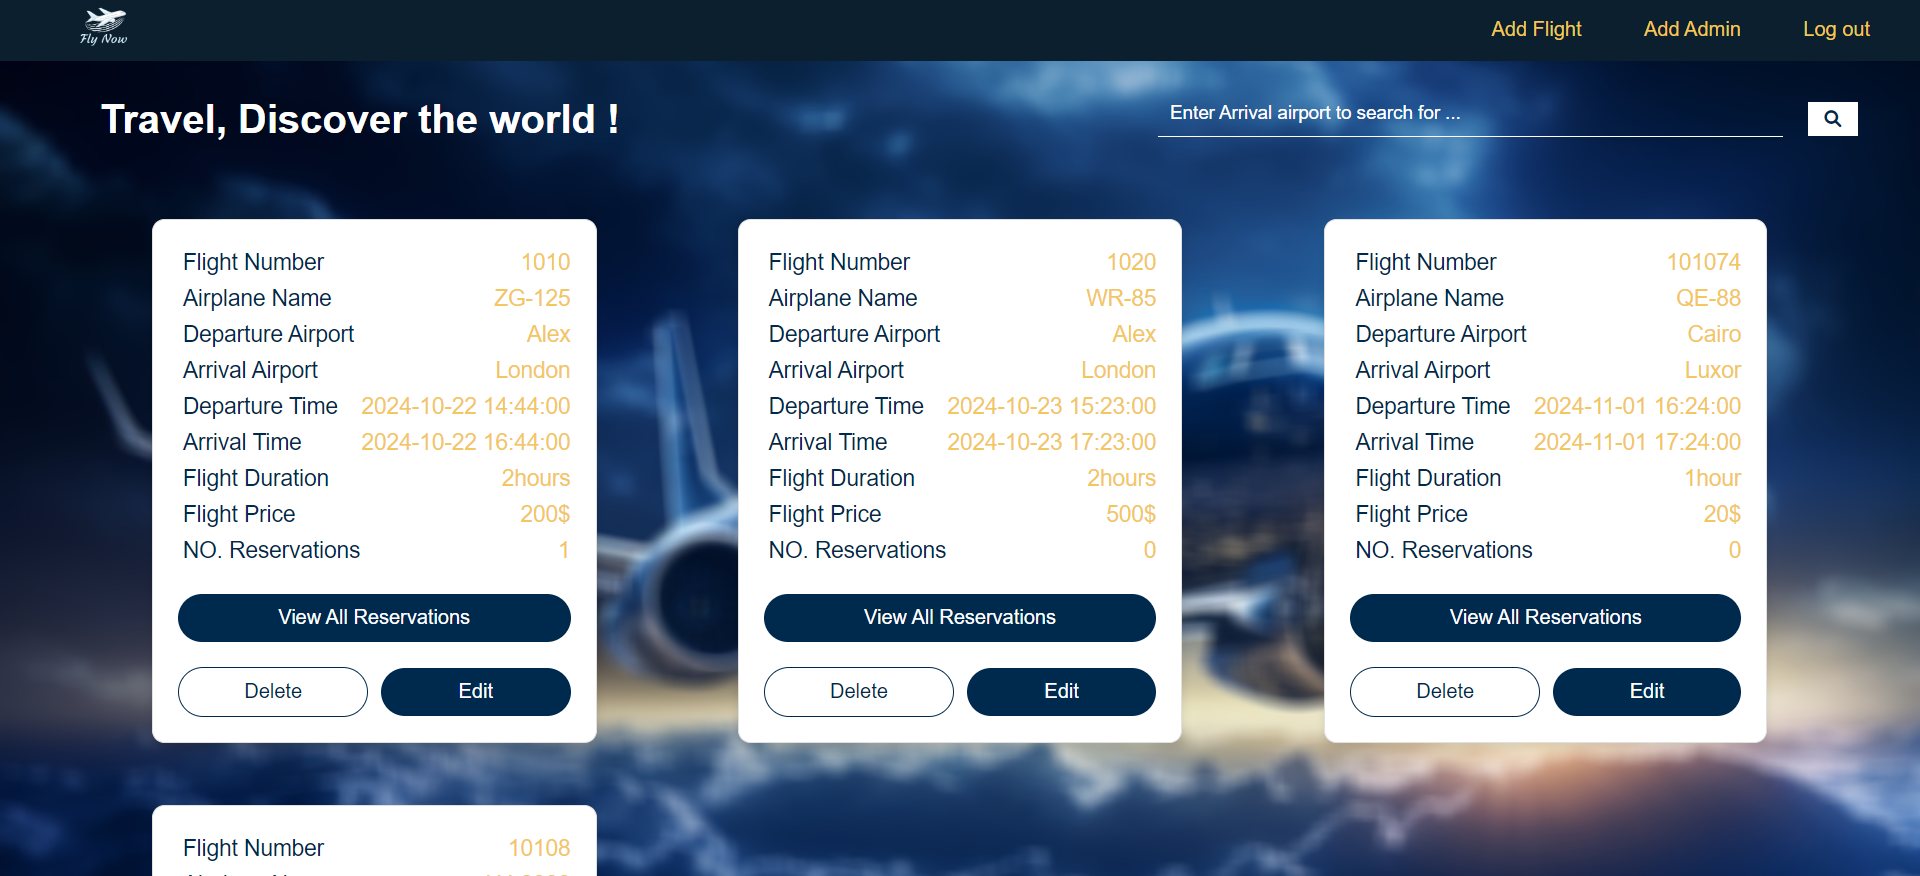 Fly Now
Add Flight
Add Admin
Log out
Travel, Discover the world !
Enter Arrival airport to search for ...
Flight Number 1010
Airplane Name ZG-125
Departure Airport Alex
Arrival Airport London
Departure Time 2024-10-22 14:44:00
Arrival Time 2024-10-22 16:44:00
Flight Duration 2hours
Flight Price 200$
NO. Reservations 1
View All Reservations
Delete
Edit
Flight Number 1020
Airplane Name WR-85
Departure Airport Alex
Arrival Airport London
Departure Time 2024-10-23 15:23:00
Arrival Time 2024-10-23 17:23:00
Flight Duration 2hours
Flight Price 500$
NO. Reservations 0
View All Reservations
Delete
Edit
Flight Number 101074
Airplane Name QE-88
Departure Airport Cairo
Arrival Airport Luxor
Departure Time 2024-11-01 16:24:00
Arrival Time 2024-11-01 17:24:00
Flight Duration 1hour
Flight Price 20$
NO. Reservations 0
View All Reservations
Delete
Edit
Flight Number 10108